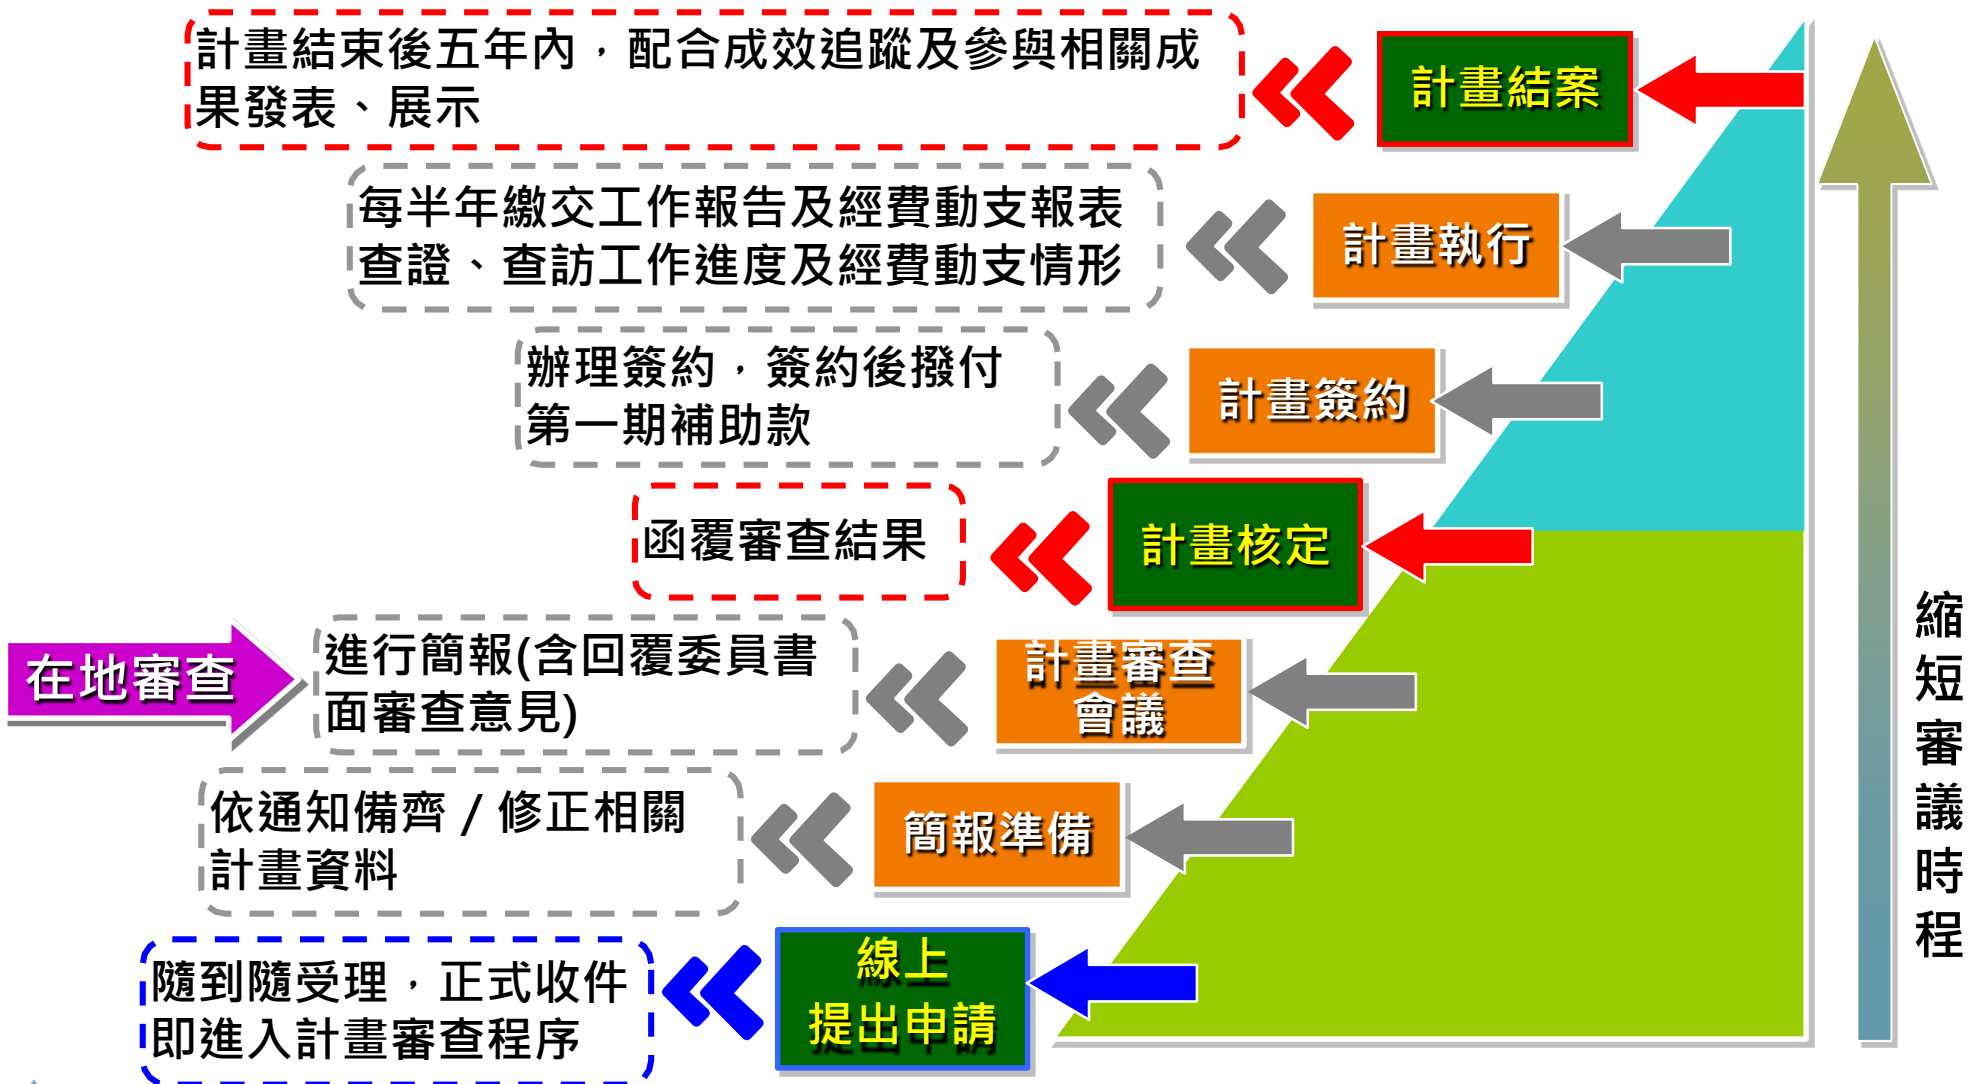 計畫結束後五年內，配合成效追蹤及參與相關成
果發表、展示
計畫結案
每半年繳交工作報告及經費動支報表
查證、查訪工作進度及經費動支情形
計畫執行
辦理簽約，簽約後撥付
第一期補助款
計畫簽約
函覆審查結果
計畫核定
在地審查
進行簡報(含回覆委員書
面審查意見)
計畫審查
會議
依通知備齊／修正相關
計畫資料
簡報準備
隨到隨受理，正式收件
即進入計畫審查程序
線上
提出申請
縮短審議時程